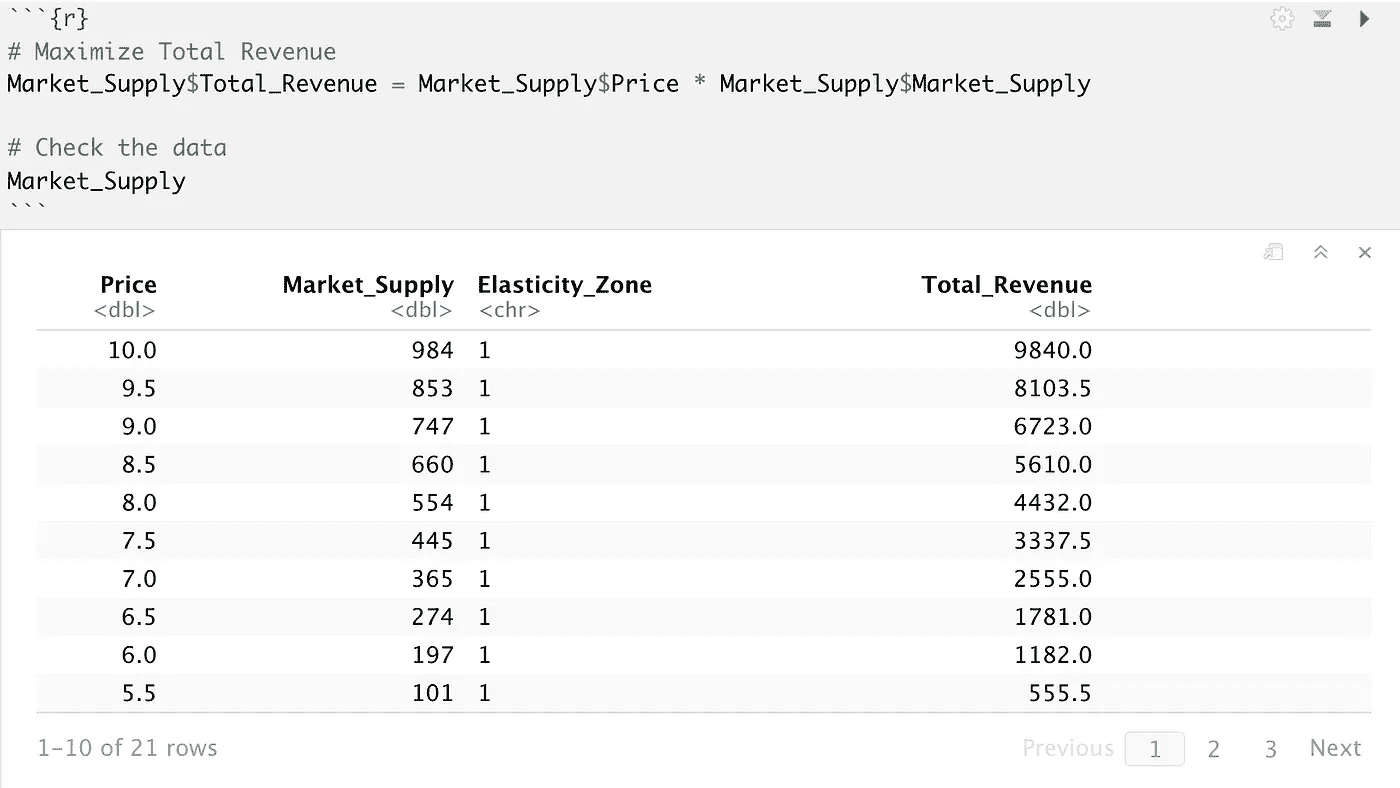 ```{r}
# Maximize Total Revenue
Market_Supply$Total_Revenue = Market_Supply$Price * Market_Supply$Market_Supply
# Check the data
Market_Supply
```
Price Market_Supply Elasticity_Zone Total_Revenue
<dbl> <dbl> <chr> <dbl>
10.0 984 1 9840.0
9.5 853 1 8103.5
9.0 747 1 6723.0
8.5 660 1 5610.0
8.0 554 1 4432.0
7.5 445 1 3337.5
7.0 365 1 2555.0
6.5 274 1 1781.0
6.0 197 1 1182.0
5.5 101 1 555.5
1–10 of 21 rows Previous 1 2 3 Next